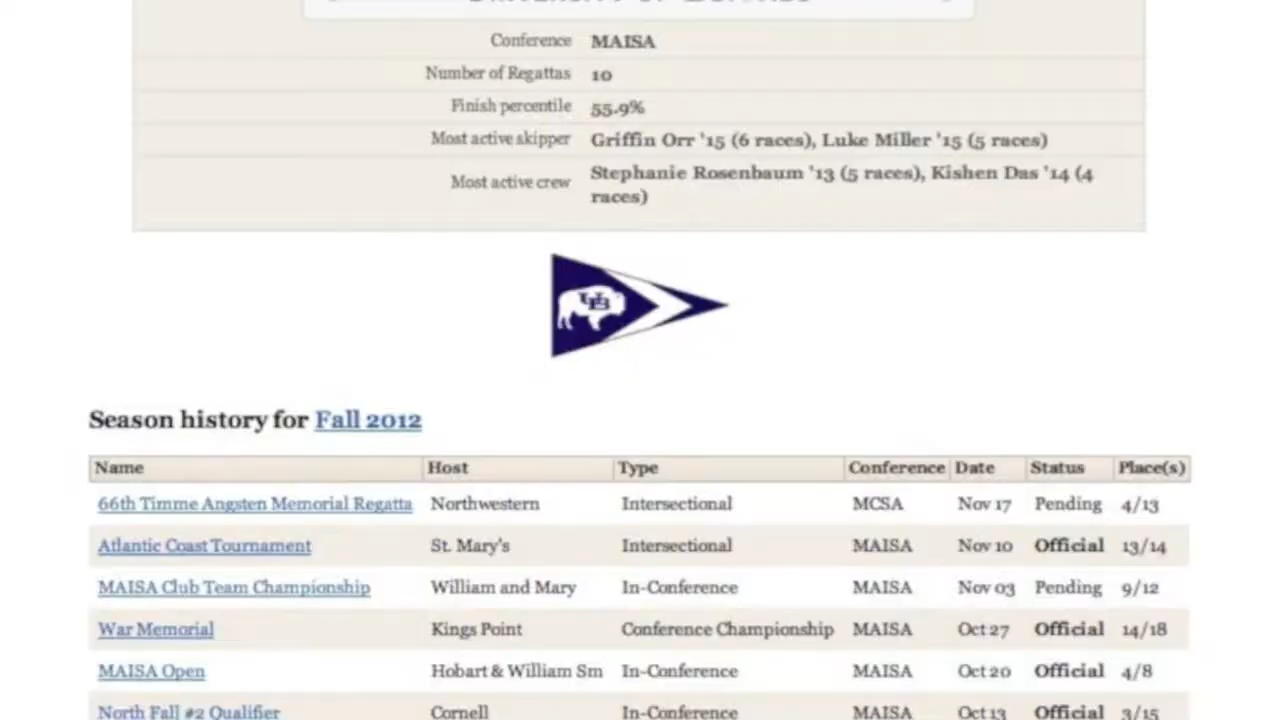 Conference MAISA
Number of Regattas 10
Finish percentile 55.9%
Most active skipper Griffin Orr '15 (6 races), Luke Miller '15 (5 races)
Most active crew Stephanie Rosenbaum '13 (5 races), Kishen Das '14 (4
races)
UB
Season history for Fall 2012
Name Host Type Conference Date Status Place(s)
66th Timme Angsten Memorial Regatta Northwestern Intersectional MCSA Nov 17 Pending 4/13
Atlantic Coast Tournament St. Mary's Intersectional MAISA Nov 10 Official 13/14
MAISA Club Team Championship William and Mary In-Conference MAISA Nov 03 Pending 9/12
War Memorial Kings Point Conference Championship MAISA Oct 27 Official 14/18
MAISA Open Hobart & William Sm In-Conference MAISA Oct 20 Official 4/8
North Fall #2 Qualifier Cornell In-Conference MAISA Oct 13 Official 3/15